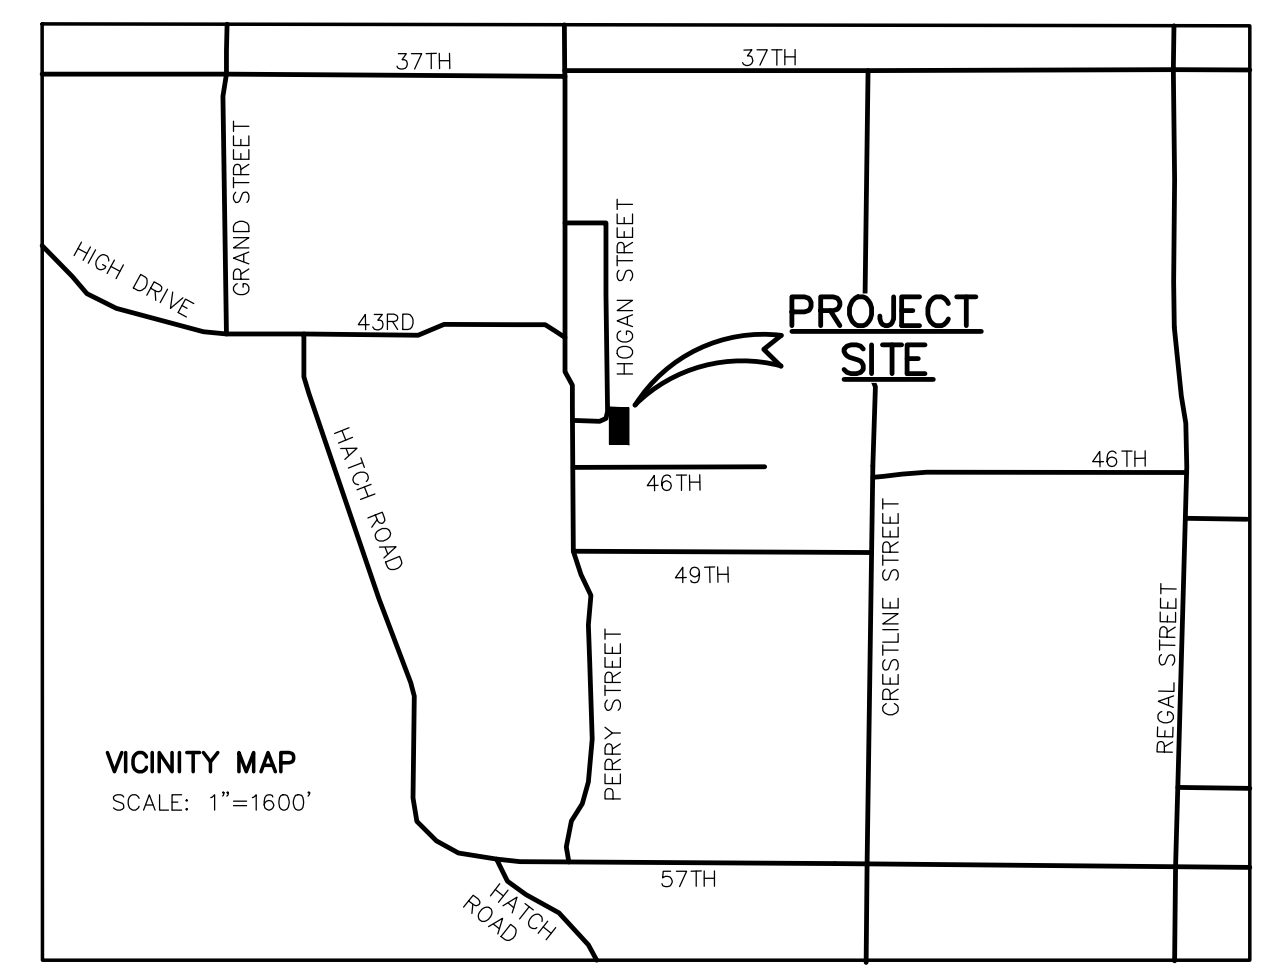 37TH
37TH
GRAND STREET
HIGH DRIVE
HOGAN STREET
43RD
PROJECT
SITE
HATCH ROAD
46TH
46TH
CRESTLINE STREET
49TH
REGAL STREET
PERRY STREET
VICINITY MAP
SCALE: 1"=1600'
57TH
HATCH
ROAD